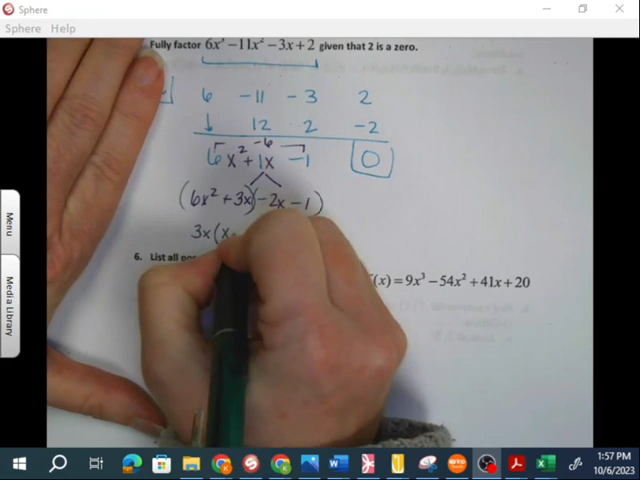 Sphere
Sphere Help
Fully factor 6x³ −11x² −3x+2 given that 2 is a zero.
6 −11 −3 2
↓ 12 2 −2
−6
6x² + 1x −1 0
(6x² + 3x)(−2x − 1)
3x(x
6. List all
(x) = 9x³ −54x² +41x+20
Menu
Media Library
1:57 PM
10/6/2023